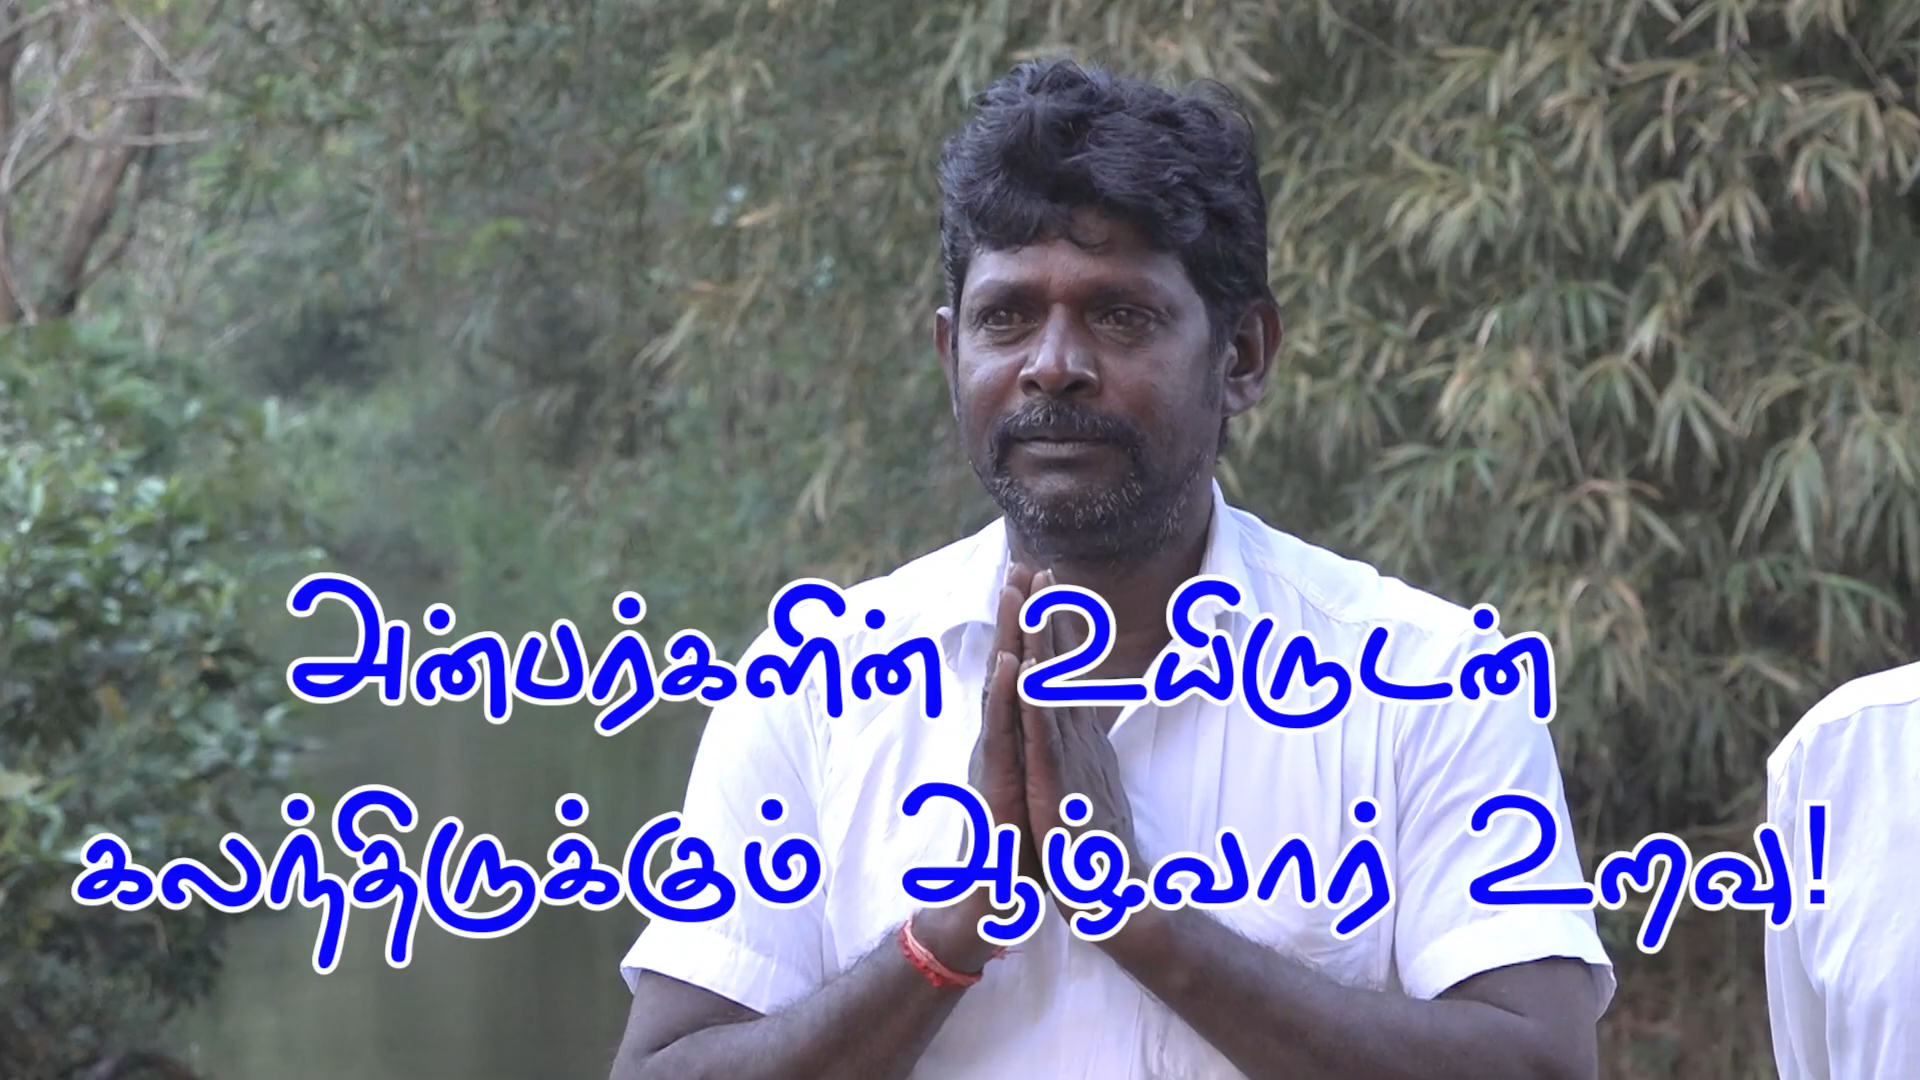 அன்பர்களின் உயிருடன்
கலந்திருக்கும் ஆழ்வார் உறவு!